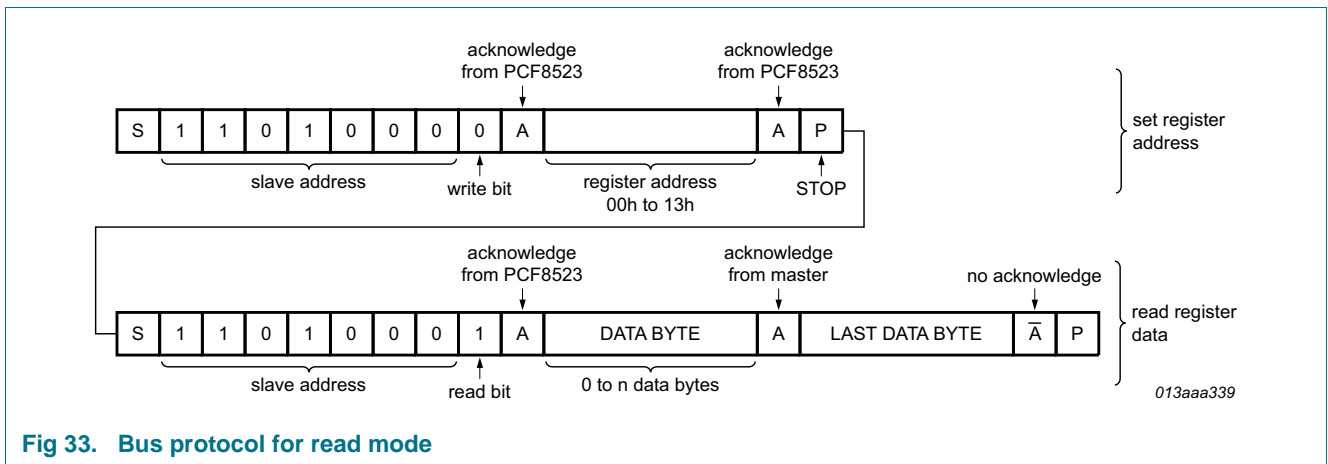 acknowledge
from PCF8523
acknowledge
from PCF8523
S 1 1 0 1 0 0 0 0 A A P
set register
address
slave address
write bit
register address
00h to 13h
STOP
acknowledge
from PCF8523
acknowledge
from master
no acknowledge
S 1 1 0 1 0 0 0 1 A DATA BYTE A LAST DATA BYTE A̅ P
read register
data
slave address
read bit
0 to n data bytes
013aaa339
Fig 33. Bus protocol for read mode